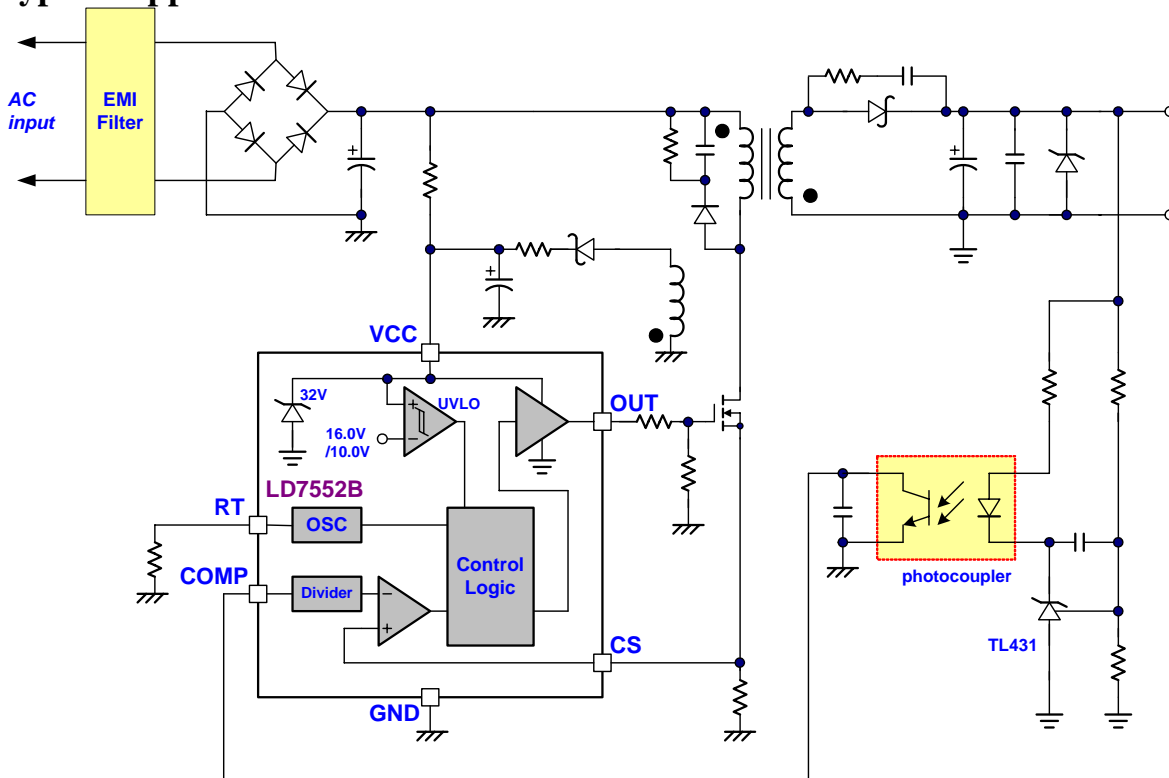 AC
input
EMI
Filter
+
+
+
VCC
32V
UVLO
+
−
16.0V
/10.0V
OUT
LD7552B
RT
OSC
COMP
Divider
−
+
Control
Logic
CS
GND
photocoupler
TL431